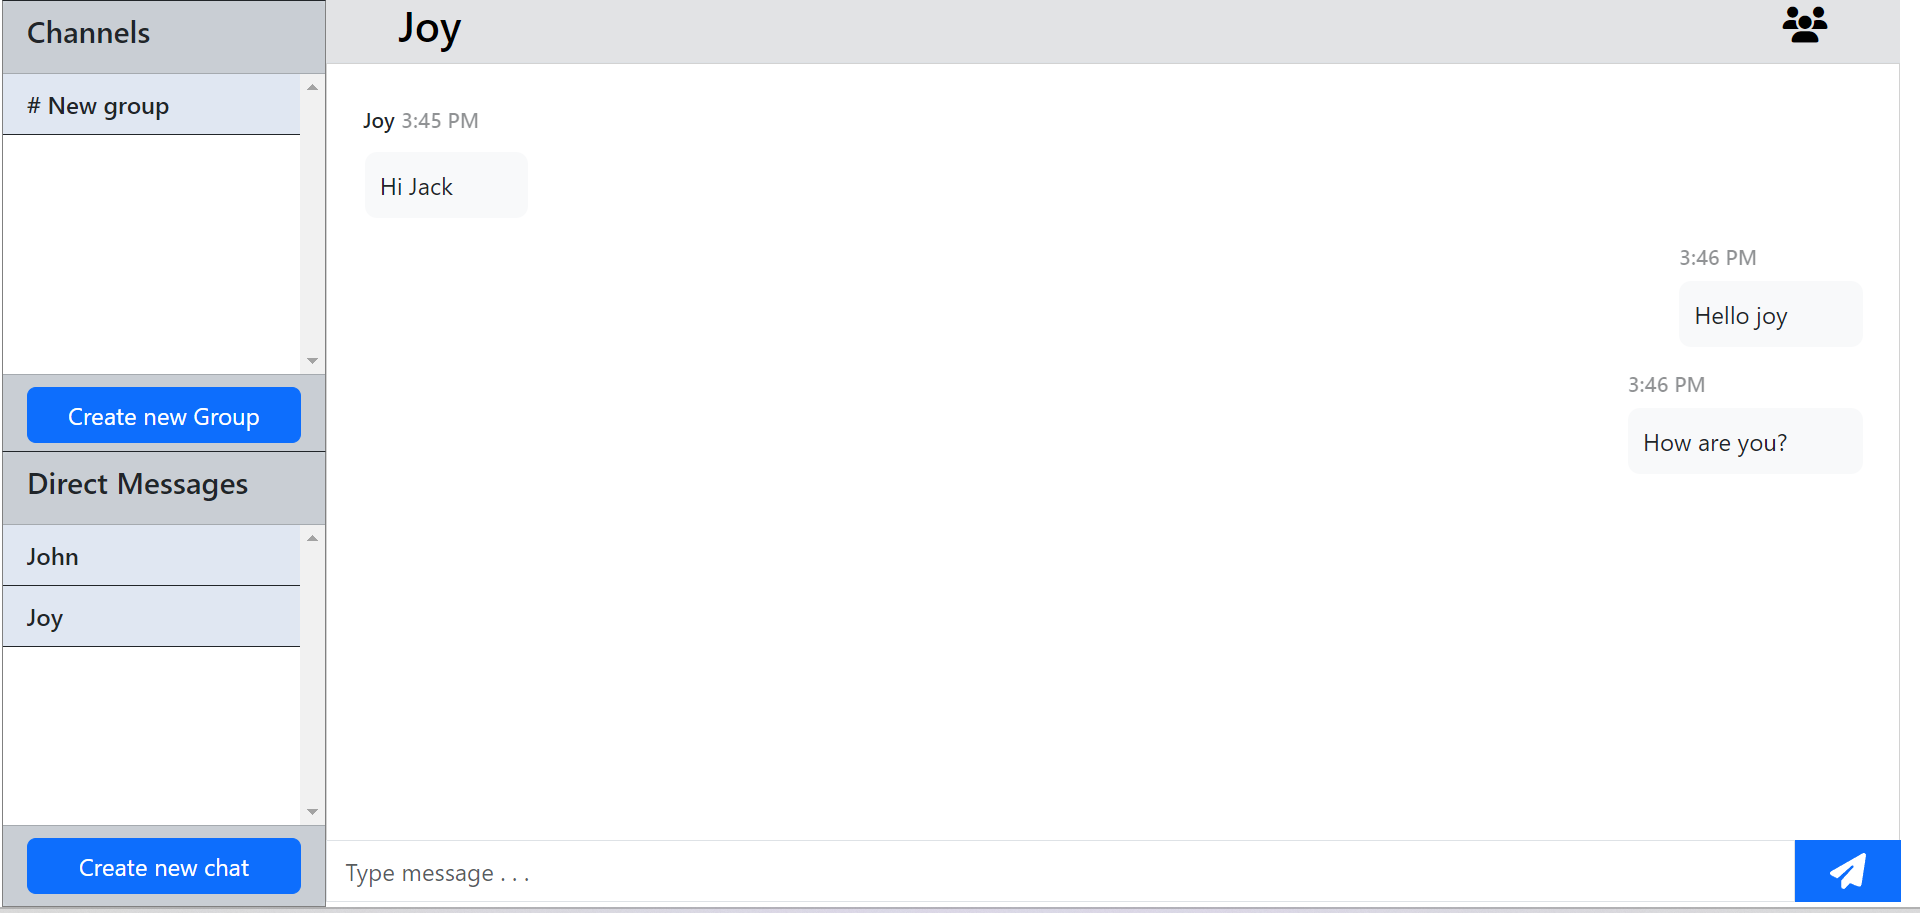 Channels
# New group
Create new Group
Direct Messages
John
Joy
Create new chat
Joy
Joy 3:45 PM
Hi Jack
3:46 PM
Hello joy
3:46 PM
How are you?
Type message . . .